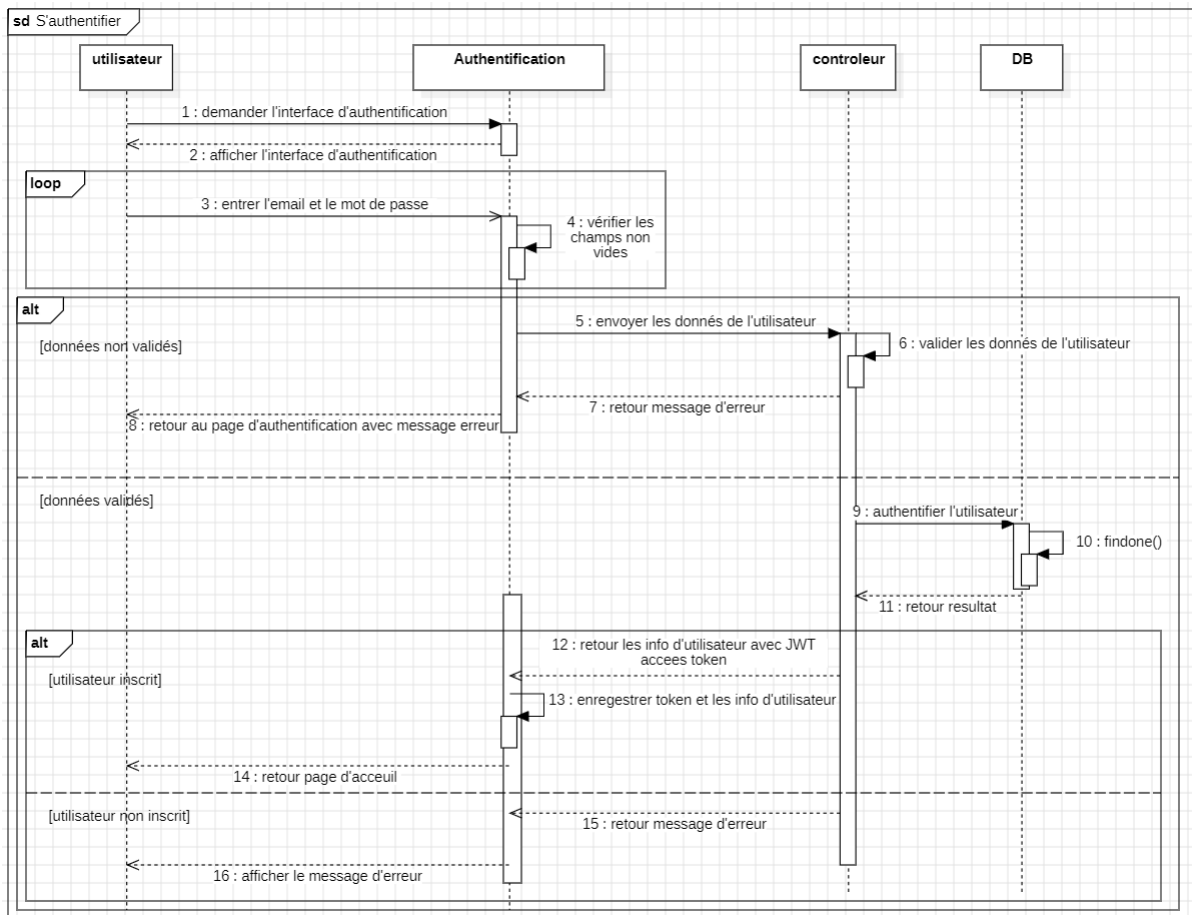 sd S'authentifier
utilisateur
Authentification
controleur
DB
1 : demander l'interface d'authentification
2 : afficher l'interface d'authentification
loop
3 : entrer l'email et le mot de passe
4 : vérifier les
champs non
vides
alt
5 : envoyer les donnés de l'utilisateur
[données non validés]
6 : valider les donnés de l'utilisateur
7 : retour message d'erreur
8 : retour au page d'authentification avec message erreur
[données validés]
9 : authentifier l'utilisateur
10 : findone()
11 : retour resultat
alt
12 : retour les info d'utilisateur avec JWT
accees token
[utilisateur inscrit]
13 : enregestrer token et les info d'utilisateur
14 : retour page d'acceuil
[utilisateur non inscrit]
15 : retour message d'erreur
16 : afficher le message d'erreur